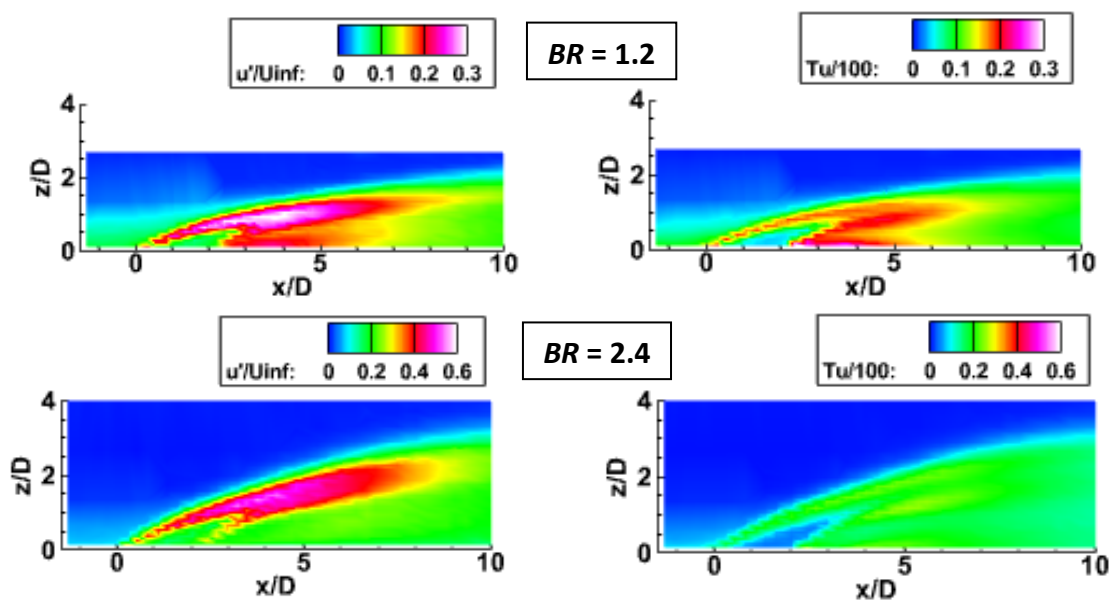 BR = 1.2
u'/Uinf: 0 0.1 0.2 0.3
Tu/100: 0 0.1 0.2 0.3
4
2
0
z/D
0 5 10
x/D
4
2
0
z/D
0 5 10
x/D
BR = 2.4
u'/Uinf: 0 0.2 0.4 0.6
Tu/100: 0 0.2 0.4 0.6
4
2
0
z/D
0 5 10
x/D
4
2
0
z/D
0 5 10
x/D